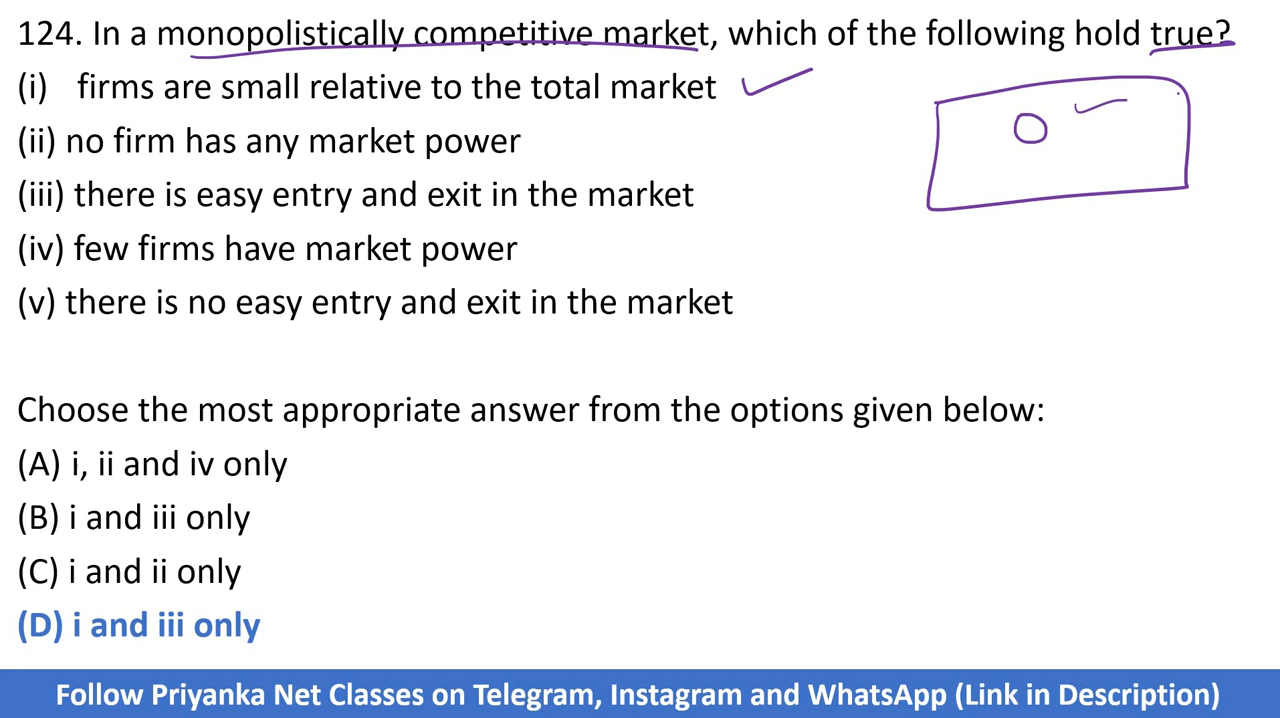 124. In a monopolistically competitive market, which of the following hold true?
(i) firms are small relative to the total market
(ii) no firm has any market power
(iii) there is easy entry and exit in the market
(iv) few firms have market power
(v) there is no easy entry and exit in the market
Choose the most appropriate answer from the options given below:
(A) i, ii and iv only
(B) i and iii only
(C) i and ii only
(D) i and iii only
Follow Priyanka Net Classes on Telegram, Instagram and WhatsApp (Link in Description)